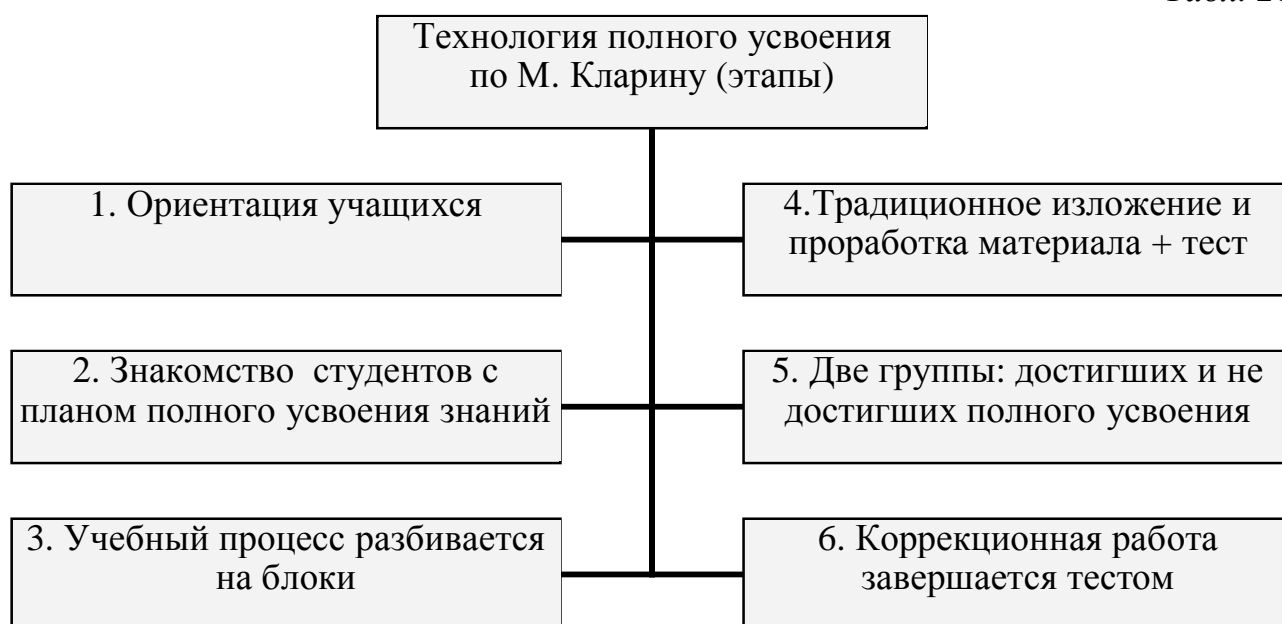 Технология полного усвоения
по М. Кларину (этапы)
1. Ориентация учащихся
2. Знакомство студентов с
планом полного усвоения знаний
3. Учебный процесс разбивается
на блоки
4.Традиционное изложение и
проработка материала + тест
5. Две группы: достигших и не
достигших полного усвоения
6. Коррекционная работа
завершается тестом